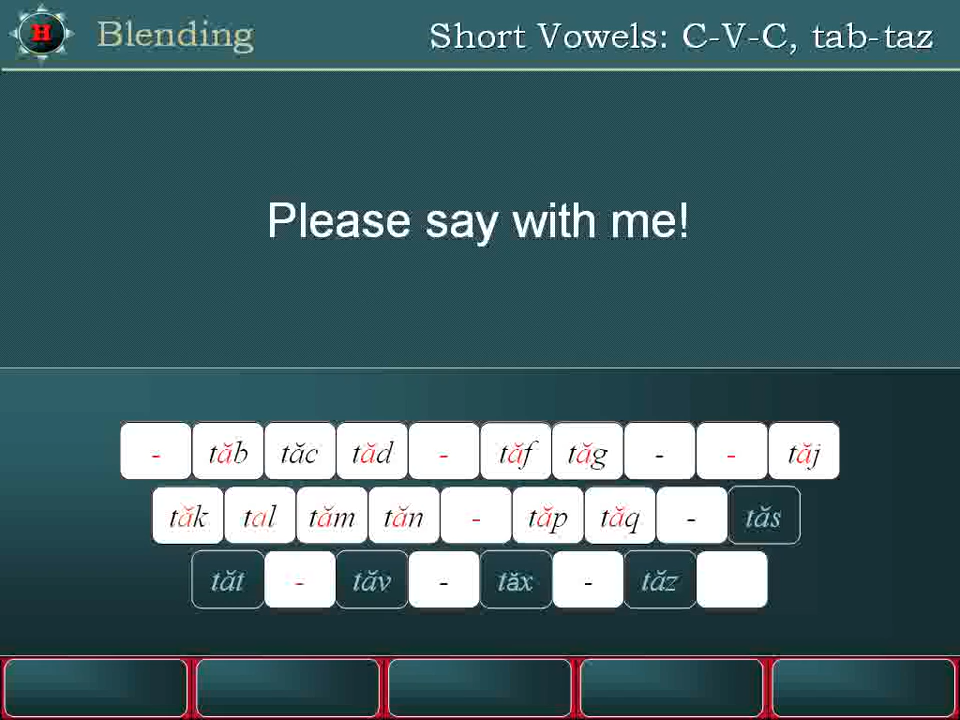 H Blending Short Vowels: C-V-C, tab-taz
Please say with me!
- tăb tăc tăd - tăf tăg - - tăj
tăk tal tăm tăn - tăp tăq - tăs
tăt - tăv - tăx - tăz